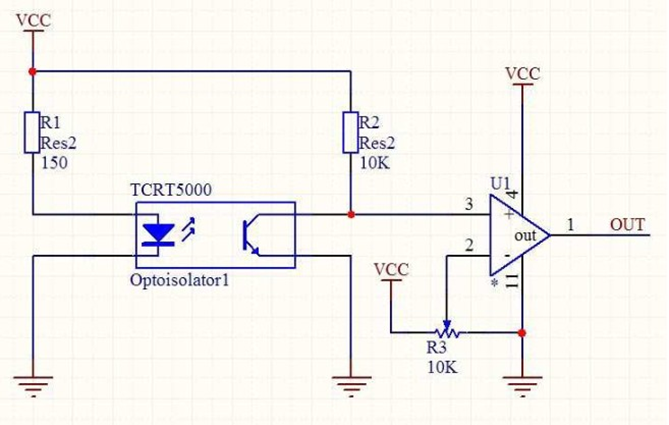 VCC
VCC
R1
Res2
150
R2
Res2
10K
TCRT5000
U1
4
3
+
1
OUT
out
2
-
VCC
Optoisolator1
*
11
R3
10K